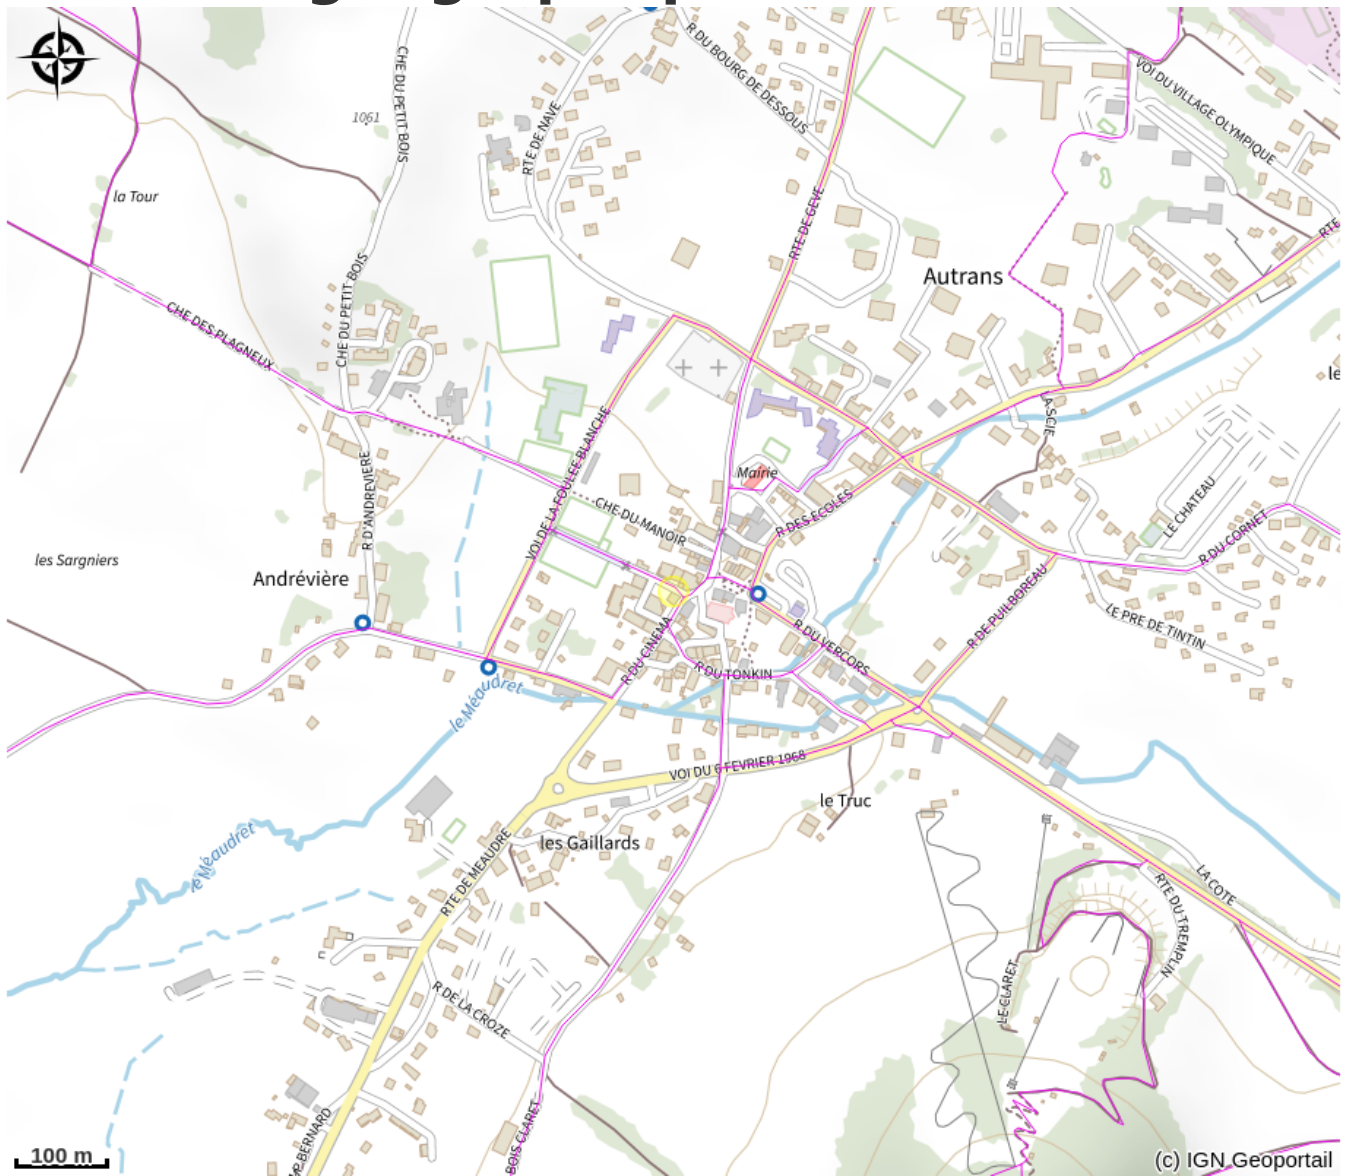 R DU BOURG DE DESSOUS
CHE DU PETIT BOIS
VOI DU VILLAGE OLYMPIQUE
RTE DE NAVE
1061
la Tour
RTE DE GEVE
RTE
Autrans
CHE DU PETIT BOIS
CHE DES PLAGNEUX
le
LA SCIE
VOI DE LA FOULEE BLANCHE
R D'ANDREVIERE
Mairie
CHE DU MANOIR
R DES ECOLES
LE CHATEAU
R DU CORNET
les Sargniers
Andrévière
R DE PUILBOREAU
LE PRE DE TINTIN
R DU CINEMA
R DU VERCORS
R DU TONKIN
le Méaudret
VOI DU 6 FEVRIER 1968
le Truc
les Gaillards
le Méaudret
RTE DE MEAUDRE
LA COTE
RTE DU TREMPLIN
LE CLARET
R DE LA CROZE
BERNARD
BOIS CLARET
100 m
(c) IGN Geoportail